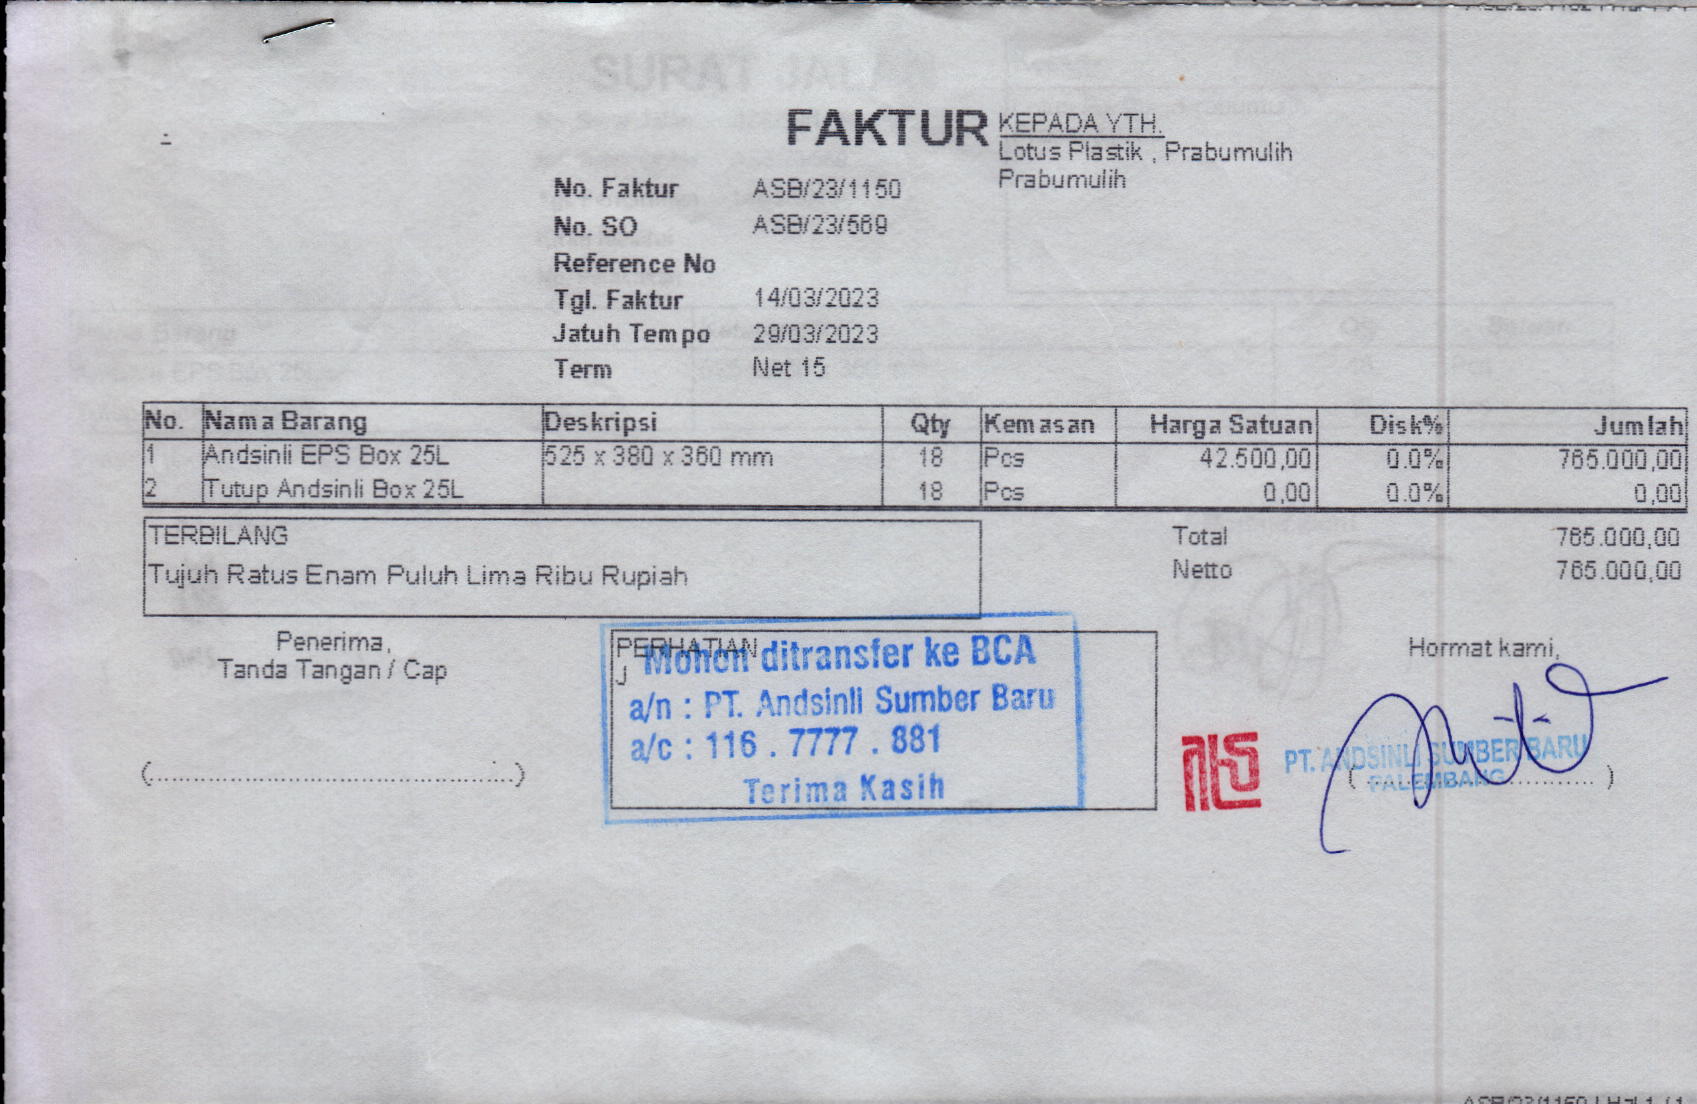 FAKTUR
KEPADA YTH.
Lotus Plastik , Prabumulih
Prabumulih
No. Faktur ASB/23/1150
No. SO ASB/23/569
Reference No
Tgl. Faktur 14/03/2023
Jatuh Tempo 29/03/2023
Term Net 15
No. Nama Barang Deskripsi Qty Kemasan Harga Satuan Disk% Jumlah
1 Andsinli EPS Box 25L 525 x 380 x 360 mm 18 Pcs 42.500,00 0.0% 765.000,00
2 Tutup Andsinli Box 25L 18 Pcs 0,00 0.0% 0,00
TERBILANG
Tujuh Ratus Enam Puluh Lima Ribu Rupiah
Total 765.000,00
Netto 765.000,00
Penerima,
Tanda Tangan / Cap
(......................................................)
PERHATIAN
J
Mohon ditransfer ke BCA
a/n : PT. Andsinli Sumber Baru
a/c : 116 . 7777 . 881
Terima Kasih
Hormat kami,
PT. ANDSINLI SUMBER BARU
PALEMBANG
ASB/23/1150 | Hal 1 / 1